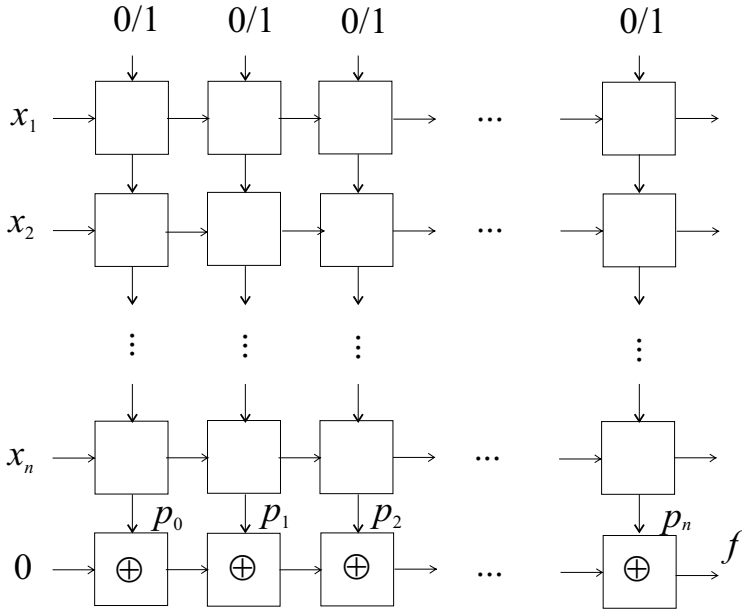 0/1 0/1 0/1 0/1
x₁ ...
x₂ ...
⋮ ⋮ ⋮ ⋮
xₙ ...
p₀ p₁ p₂ pₙ
0 ⊕ ⊕ ⊕ ... ⊕ f